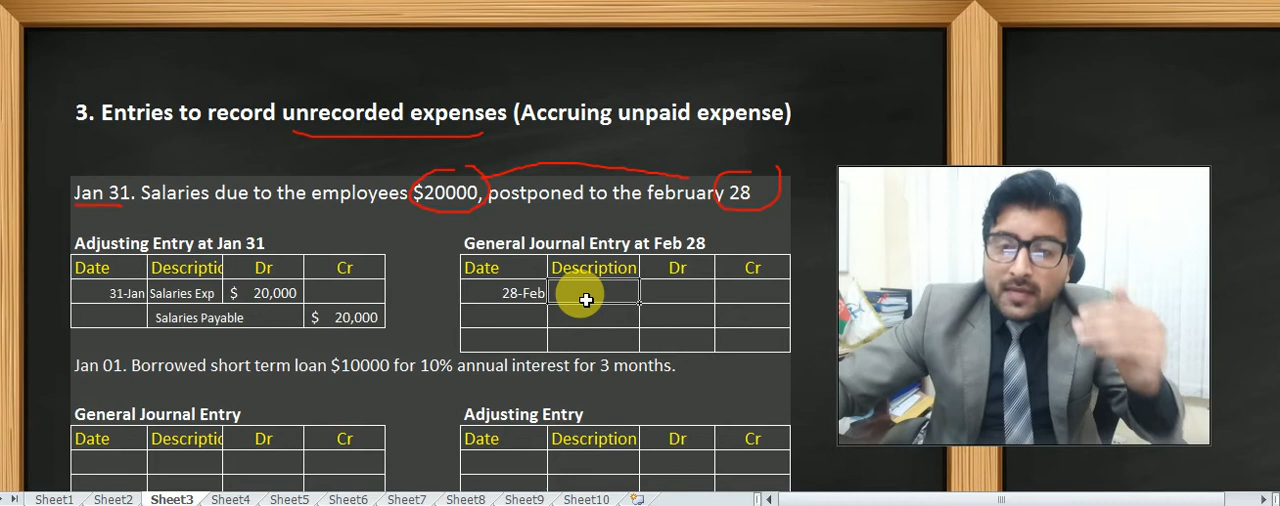 3. Entries to record unrecorded expenses (Accruing unpaid expense)
Jan 31. Salaries due to the employees $20000, postponed to the february 28
Adjusting Entry at Jan 31
Date Descriptic Dr Cr
31-Jan Salaries Exp $ 20,000
Salaries Payable $ 20,000
General Journal Entry at Feb 28
Date Description Dr Cr
28-Feb
Jan 01. Borrowed short term loan $10000 for 10% annual interest for 3 months.
General Journal Entry
Date Descriptic Dr Cr
Adjusting Entry
Date Description Dr Cr
Sheet1 Sheet2 Sheet3 Sheet4 Sheet5 Sheet6 Sheet7 Sheet8 Sheet9 Sheet10